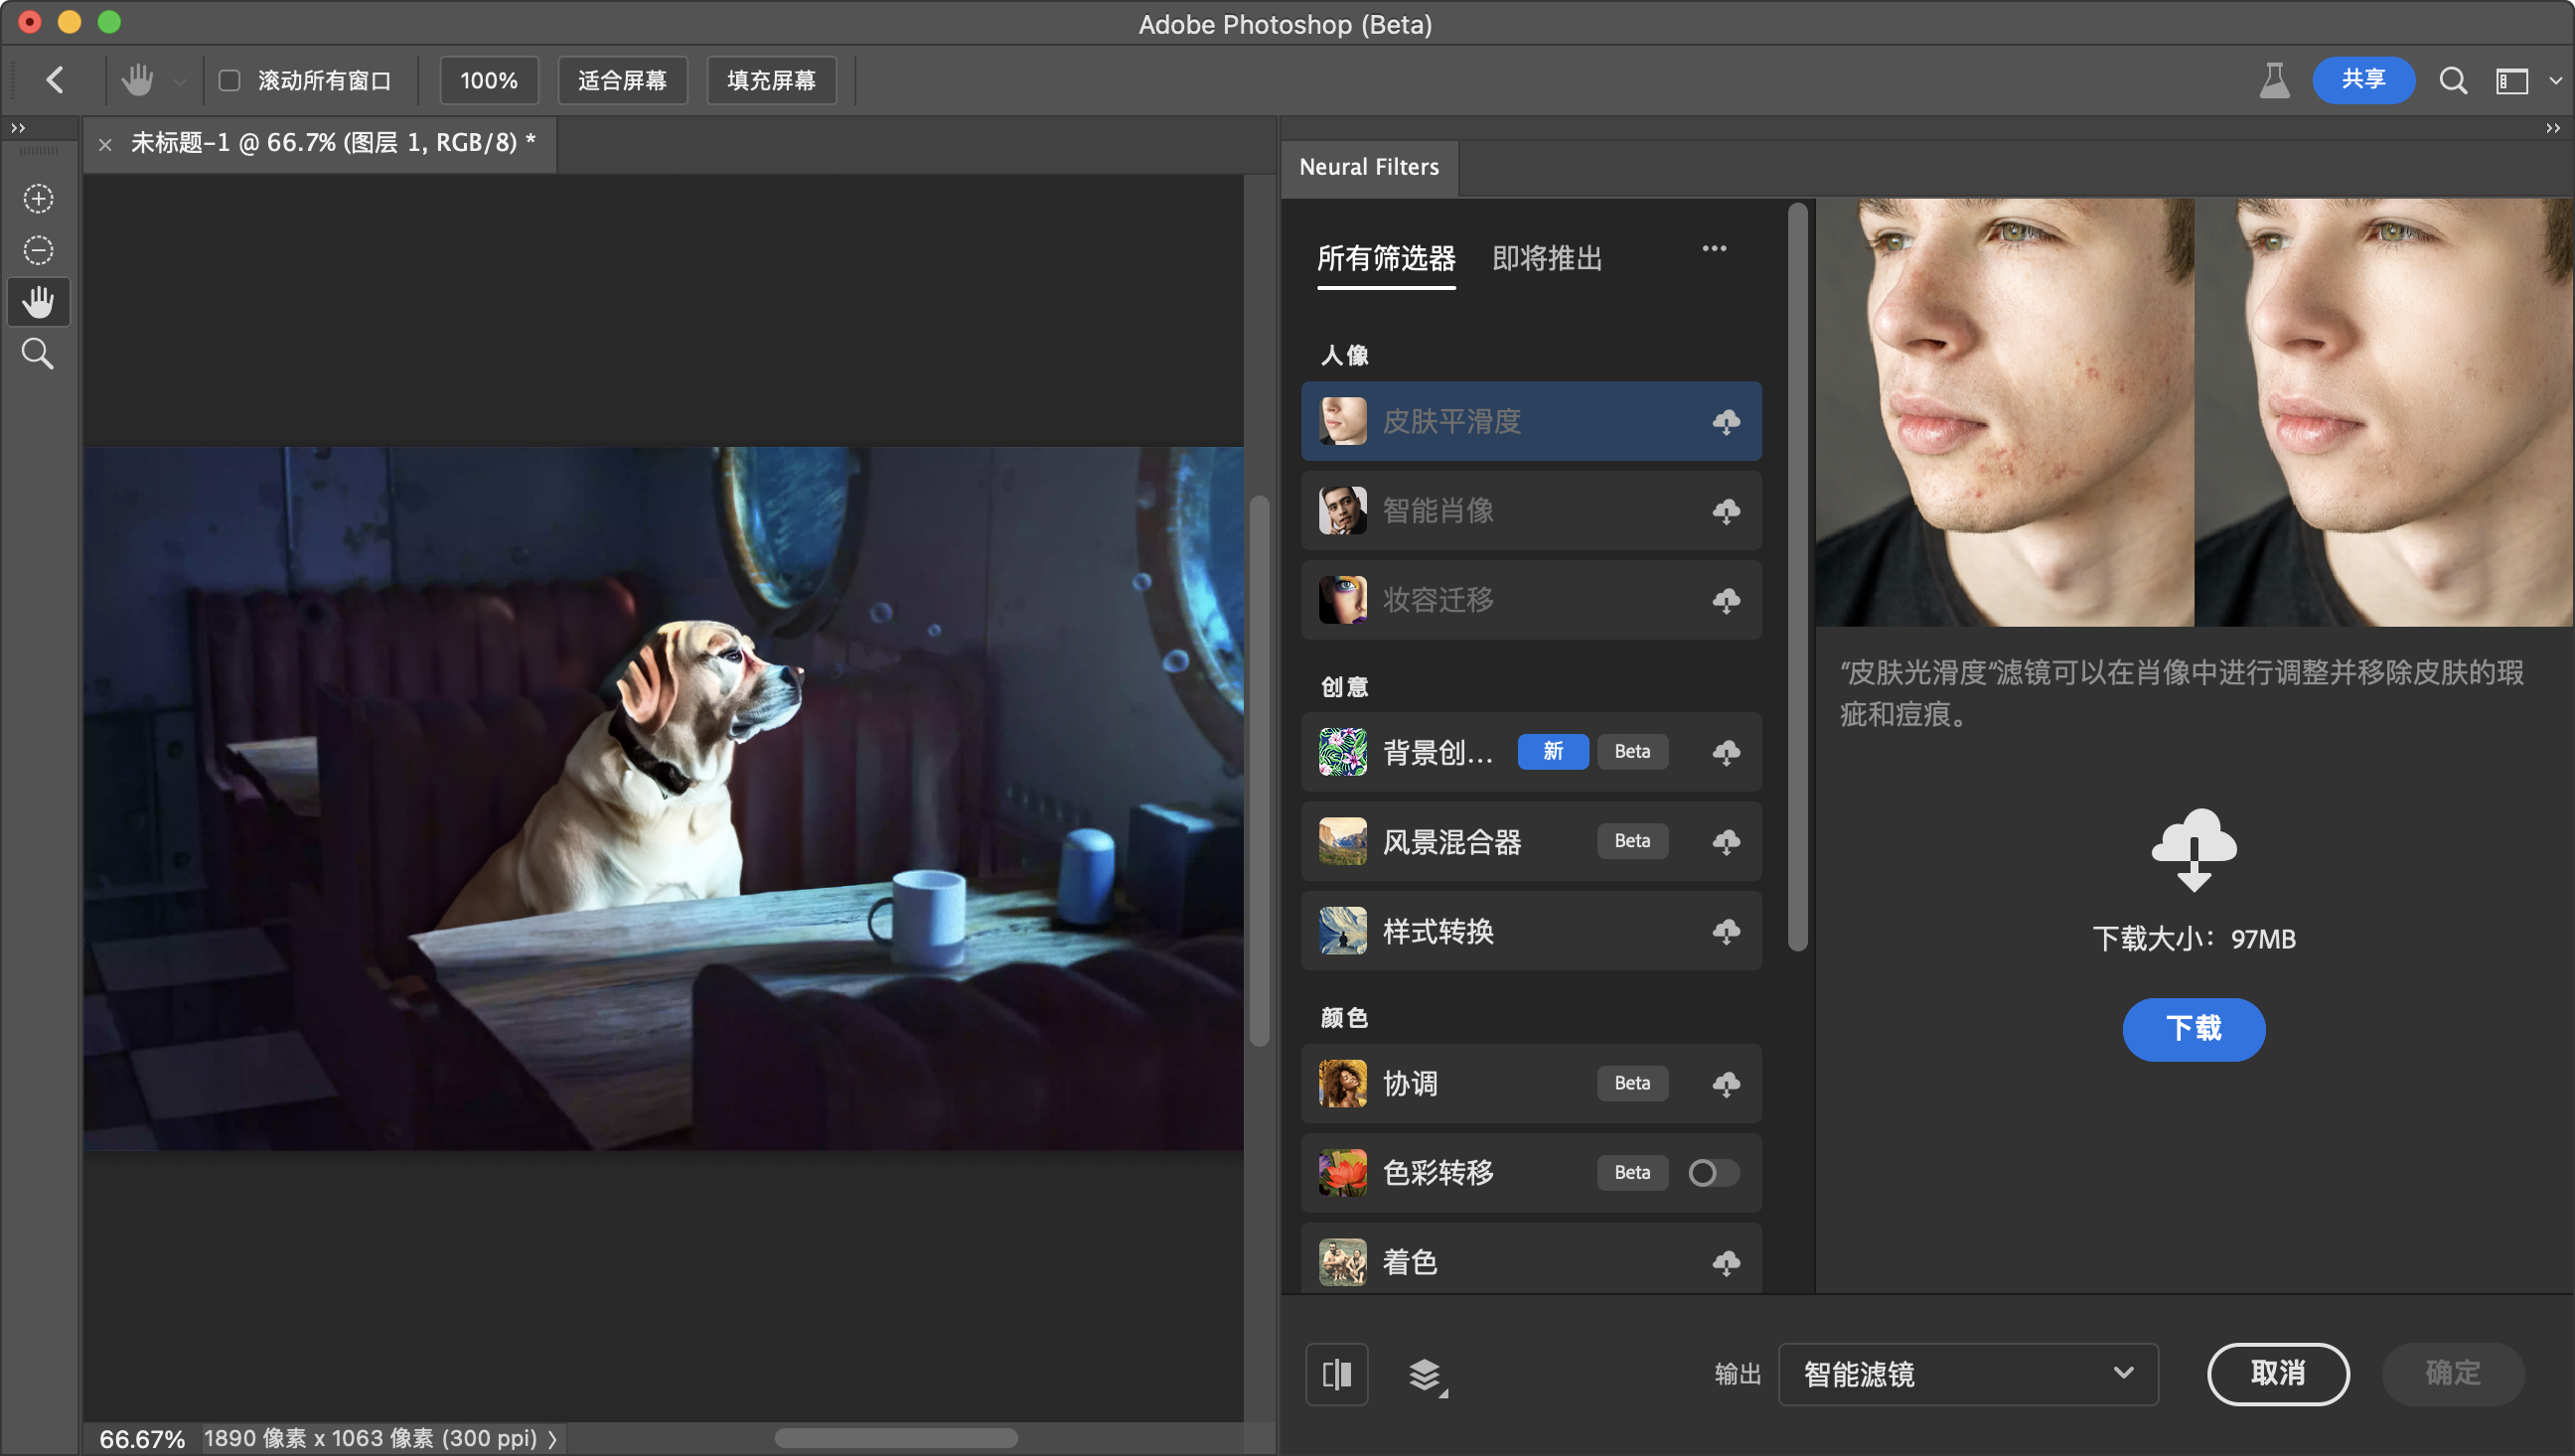 Adobe Photoshop (Beta)
滚动所有窗口
100%
适合屏幕
填充屏幕
共享
未标题-1 @ 66.7% (图层 1, RGB/8) *
Neural Filters
所有筛选器
即将推出
人像
皮肤平滑度
智能肖像
妆容迁移
创意
背景创... 新 Beta
风景混合器 Beta
样式转换
颜色
协调 Beta
色彩转移 Beta
着色
“皮肤光滑度”滤镜可以在肖像中进行调整并移除皮肤的瑕
疵和痘痕。
下载大小：97MB
下载
输出
智能滤镜
取消
确定
66.67%
1890 像素 x 1063 像素 (300 ppi)